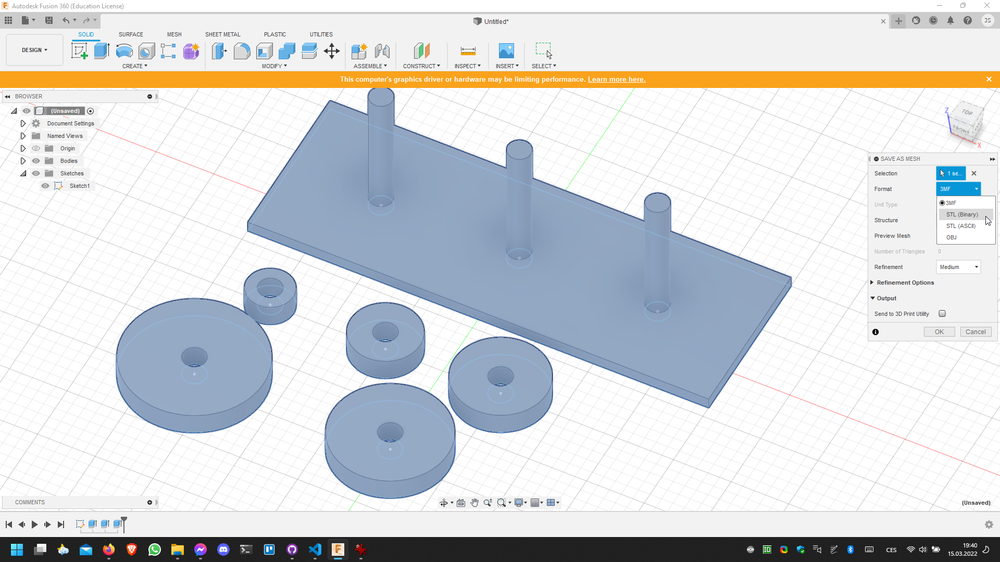 Autodesk Fusion 360 (Education License)
Untitled*
JS
DESIGN
SOLID
SURFACE
MESH
SHEET METAL
PLASTIC
UTILITIES
CREATE
MODIFY
ASSEMBLE
CONSTRUCT
INSPECT
INSERT
SELECT
This computer's graphics driver or hardware may be limiting performance. Learn more here.
BROWSER
(Unsaved)
Document Settings
Named Views
Origin
Bodies
Sketches
Sketch1
Z
TOP
FRONT
X
SAVE AS MESH
Selection
1 se...
Format
3MF
Unit Type
3MF
STL (Binary)
Structure
STL (ASCII)
Preview Mesh
OBJ
Number of Triangles
0
Refinement
Medium
Refinement Options
Output
Send to 3D Print Utility
OK
Cancel
COMMENTS
(Unsaved)
ID
CES
19:40
15.03.2022